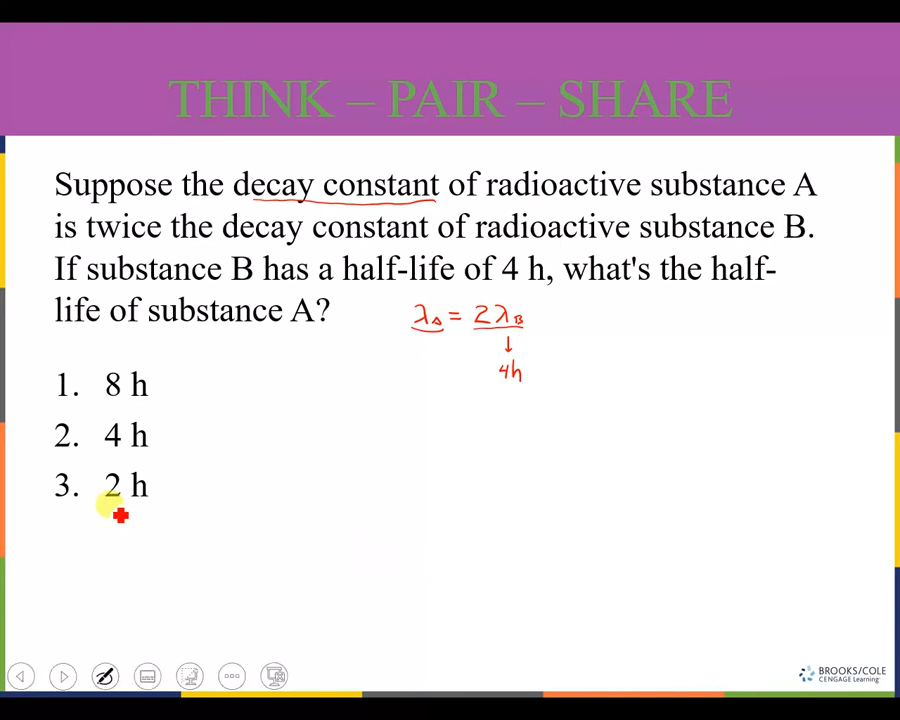 THINK – PAIR – SHARE
Suppose the decay constant of radioactive substance A
is twice the decay constant of radioactive substance B.
If substance B has a half-life of 4 h, what's the half-
life of substance A?
λA = 2λB
↓
4h
1. 8 h
2. 4 h
3. 2 h
BROOKS/COLE
CENGAGE Learning